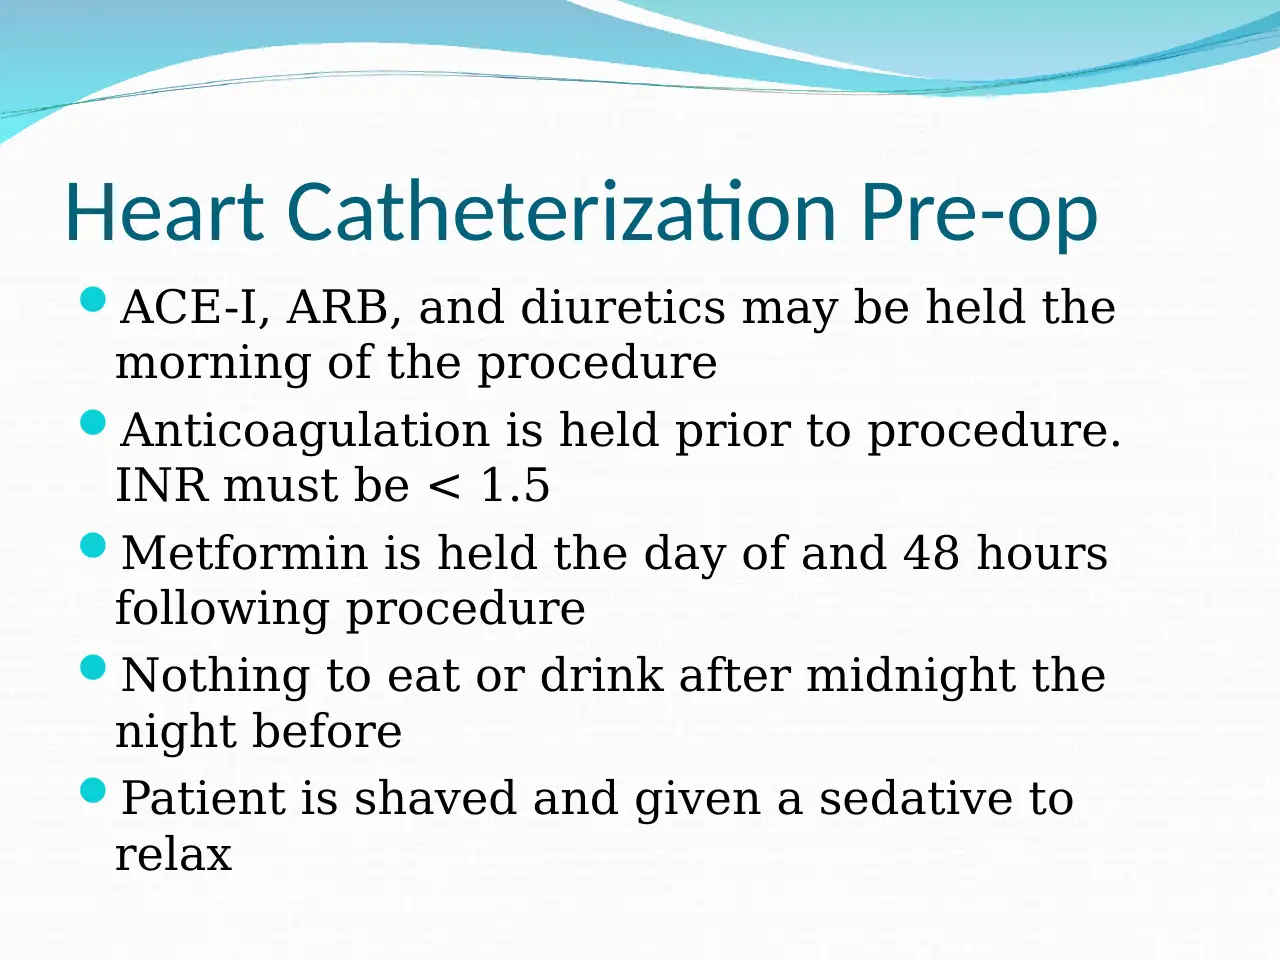 Heart Catheterization Pre-op
ACE-I, ARB, and diuretics may be held the
morning of the procedure
Anticoagulation is held prior to procedure.
INR must be < 1.5
Metformin is held the day of and 48 hours
following procedure
Nothing to eat or drink after midnight the
night before
Patient is shaved and given a sedative to
relax